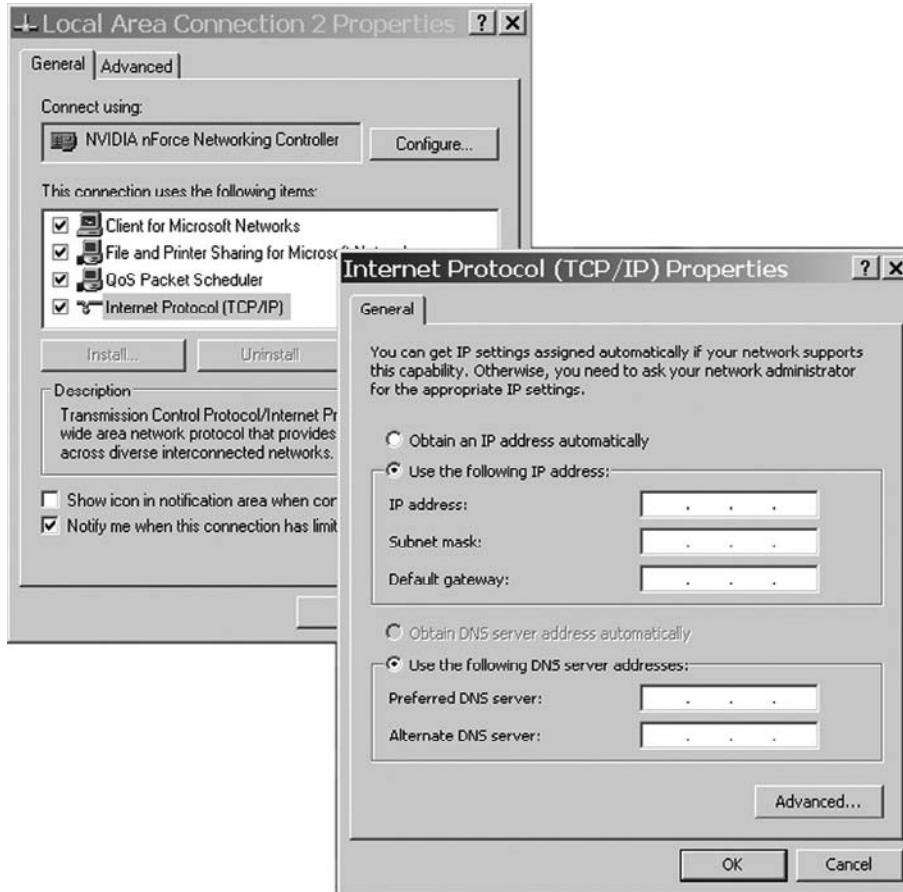 Local Area Connection 2 Properties
General
Advanced
Connect using:
NVIDIA nForce Networking Controller
Configure...
This connection uses the following items:
Client for Microsoft Networks
File and Printer Sharing for Microsoft
QoS Packet Scheduler
Internet Protocol (TCP/IP)
Install...
Uninstall
Description
Transmission Control Protocol/Internet Pr
wide area network protocol that provides
across diverse interconnected networks.
Show icon in notification area when con
Notify me when this connection has limit
Internet Protocol (TCP/IP) Properties
General
You can get IP settings assigned automatically if your network supports
this capability. Otherwise, you need to ask your network administrator
for the appropriate IP settings.
Obtain an IP address automatically
Use the following IP address:
IP address:
Subnet mask:
Default gateway:
Obtain DNS server address automatically
Use the following DNS server addresses:
Preferred DNS server:
Alternate DNS server:
Advanced...
OK
Cancel